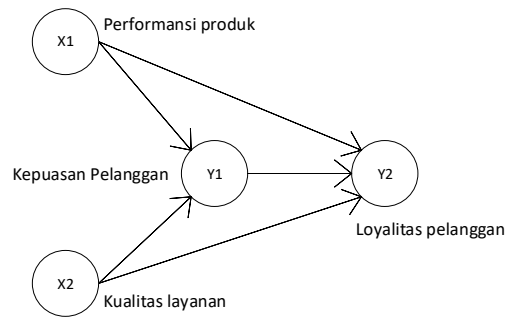 Performansi produk
X1
Kepuasan Pelanggan
Y1
Y2
Loyalitas pelanggan
X2
Kualitas layanan